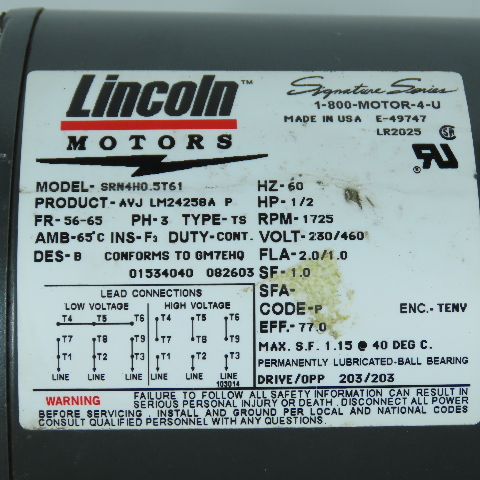 Lincoln™
MOTORS
Signature Series
1-800-MOTOR-4-U
MADE IN USA E-49747
LR2025
MODEL- SRN4H0.5T61
PRODUCT- AVJ LM24258A P
FR-56-65 PH-3 TYPE-TS
AMB-65°C INS-F3 DUTY-CONT.
DES-B CONFORMS TO GM7EHQ
01534040 082603
HZ-60
HP-1/2
RPM-1725
VOLT-230/460
FLA-2.0/1.0
SF-1.0
SFA-
CODE-P ENC.-TENV
EFF.-77.0
MAX. S.F. 1.15 @ 40 DEG C.
PERMANENTLY LUBRICATED-BALL BEARING
DRIVE/OPP 203/203
LEAD CONNECTIONS
LOW VOLTAGE HIGH VOLTAGE
T4 T5 T6 T4 T5 T6
T7 T8 T9 T7 T8 T9
T1 T2 T3 T1 T2 T3
LINE LINE LINE LINE LINE LINE
103014
WARNING FAILURE TO FOLLOW ALL SAFETY INFORMATION CAN RESULT IN
SERIOUS PERSONAL INJURY OR DEATH. DISCONNECT ALL POWER
BEFORE SERVICING. INSTALL AND GROUND PER LOCAL AND NATIONAL CODES
CONSULT QUALIFIED PERSONNEL WITH ANY QUESTIONS.